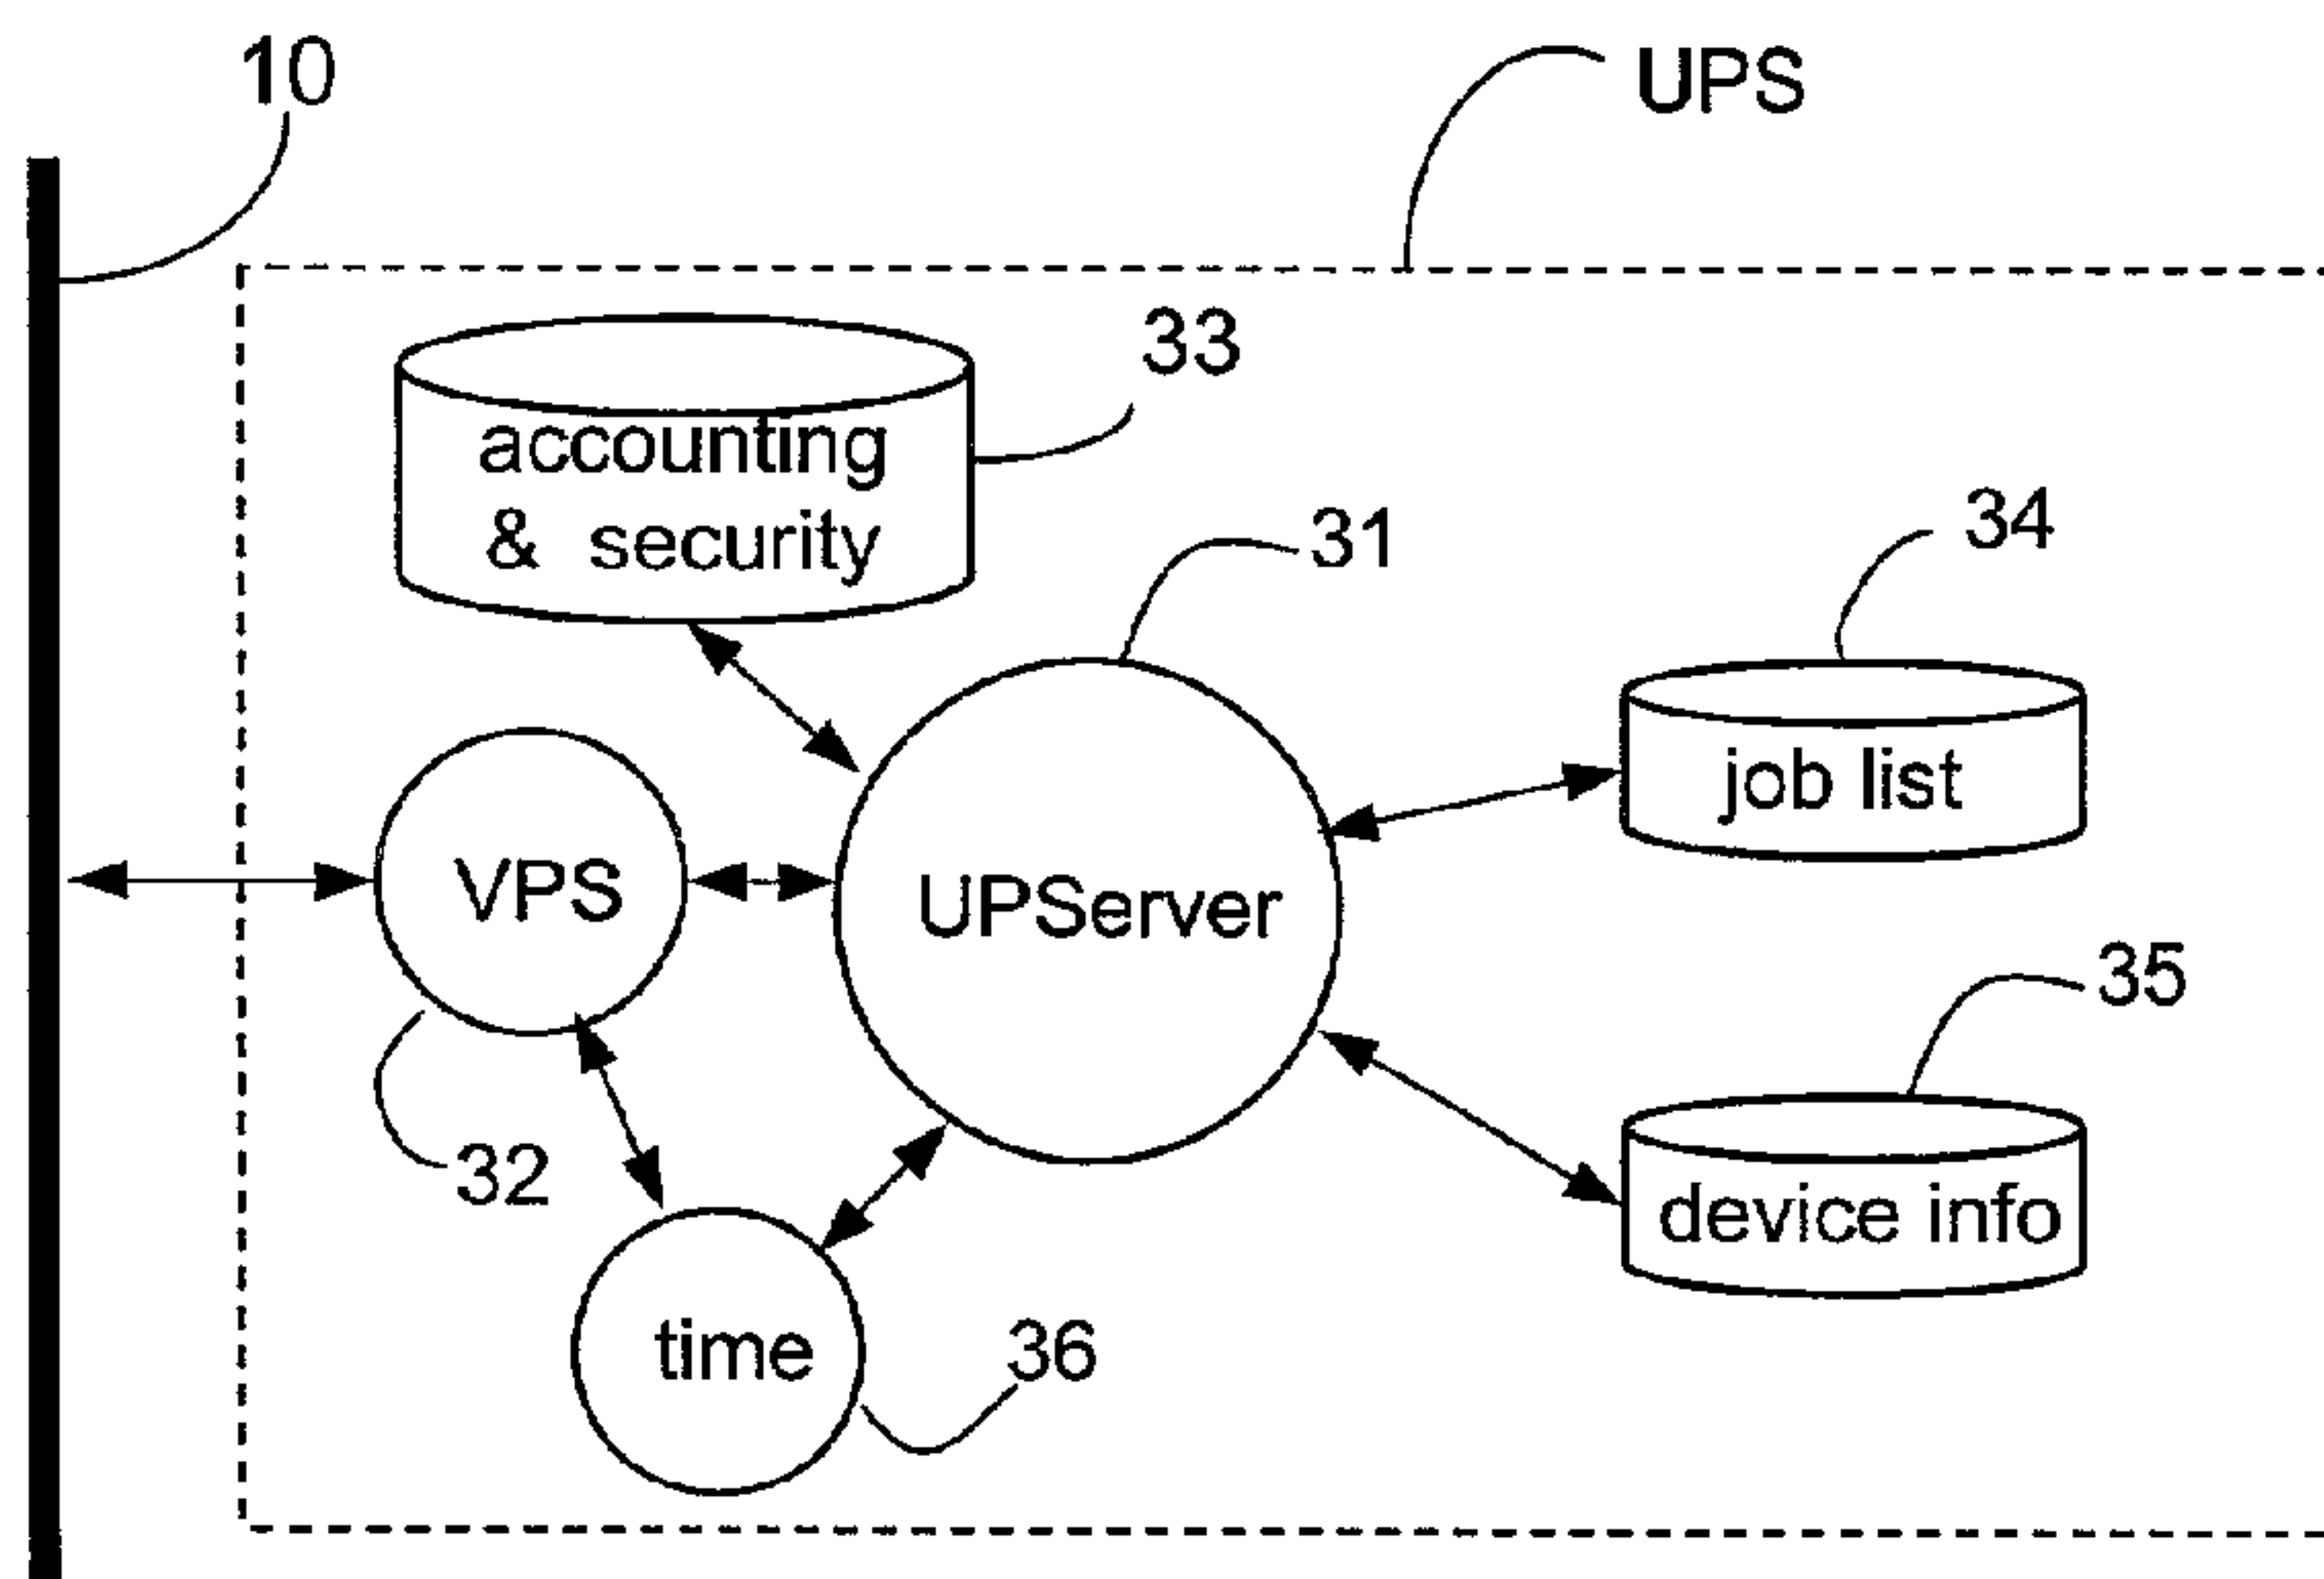 10
UPS
33
accounting
& security
31
34
job list
VPS
UPServer
35
32
device info
time
36